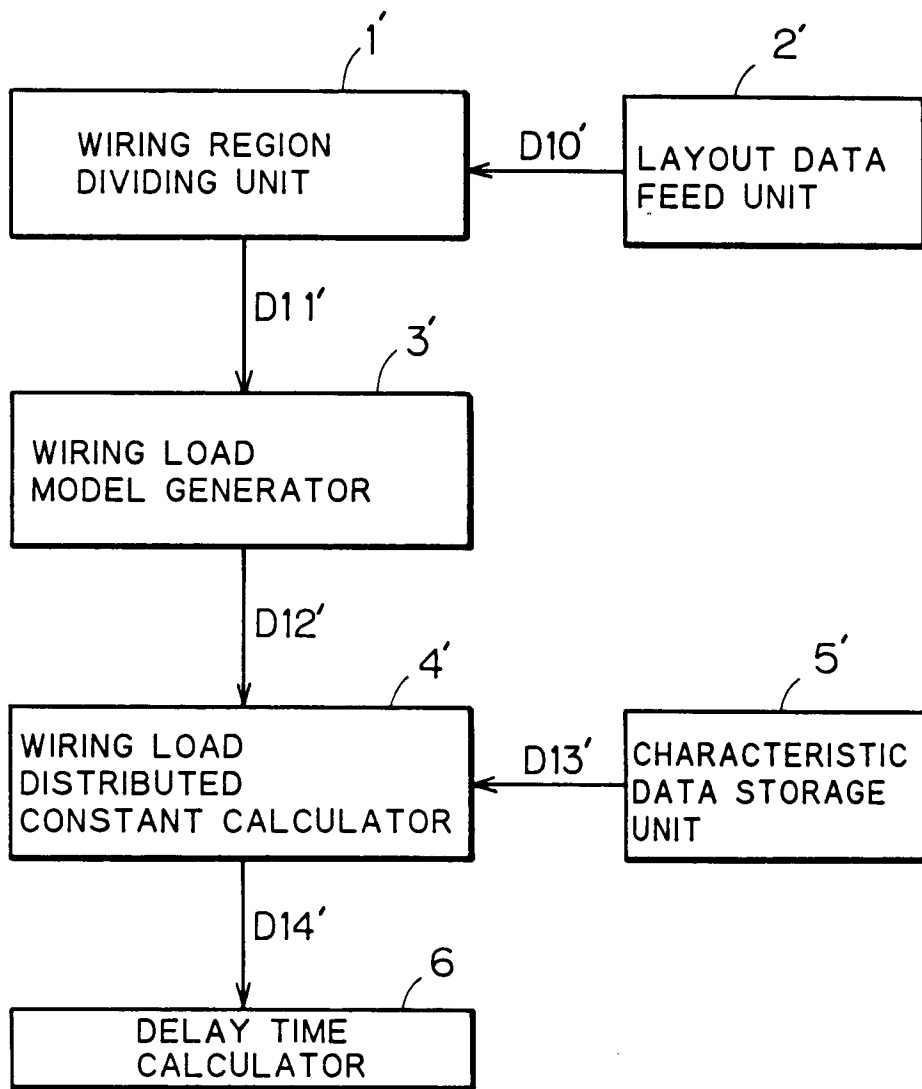 1′
2′
WIRING REGION
DIVIDING UNIT
D10′
LAYOUT DATA
FEED UNIT
D11′
3′
WIRING LOAD
MODEL GENERATOR
D12′
4′
5′
WIRING LOAD
DISTRIBUTED
CONSTANT CALCULATOR
D13′
CHARACTERISTIC
DATA STORAGE
UNIT
D14′
6
DELAY TIME
CALCULATOR